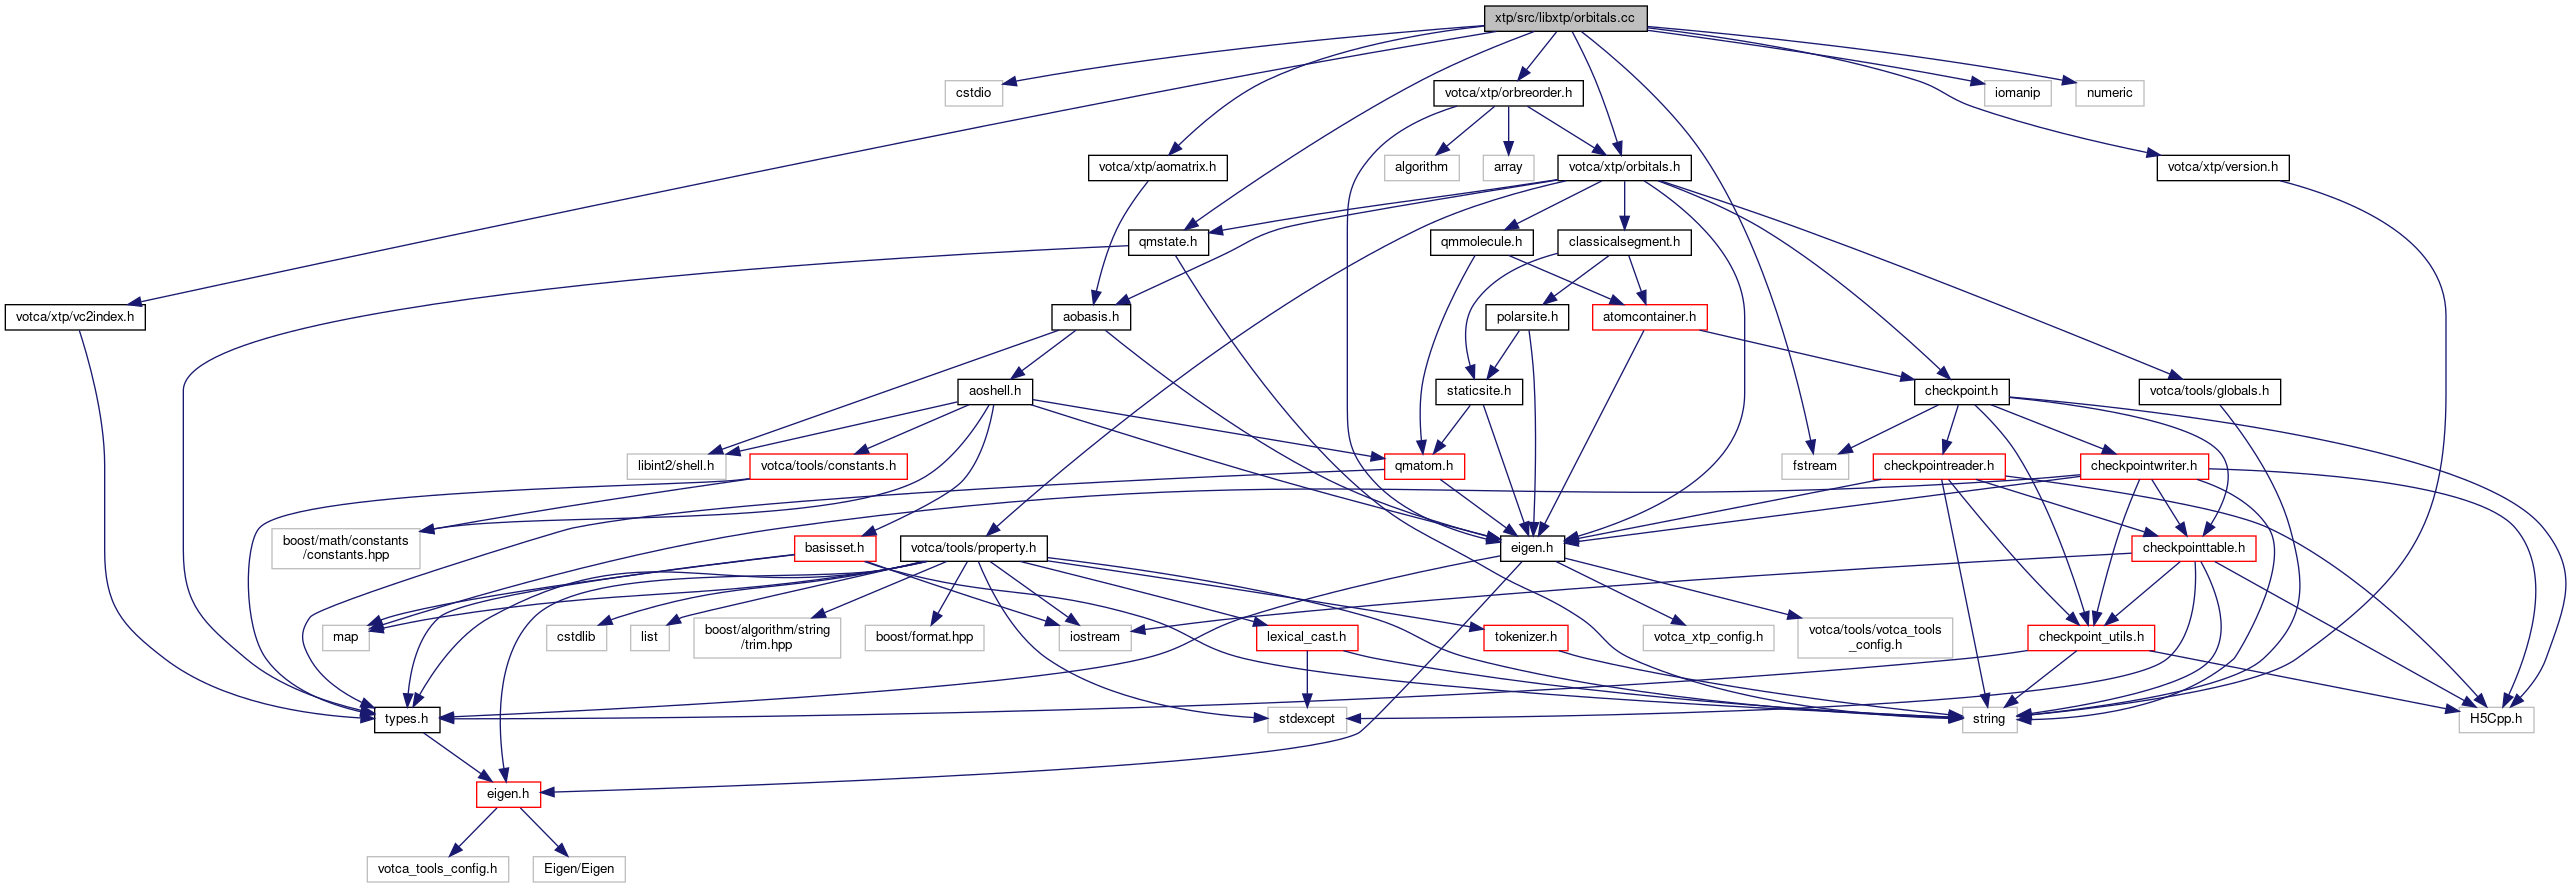 xtp/src/libxtp/orbitals.cc
cstdio
votca/xtp/orbreorder.h
iomanip
numeric
votca/xtp/aomatrix.h
algorithm
array
votca/xtp/orbitals.h
votca/xtp/version.h
qmstate.h
qmmolecule.h
classicalsegment.h
votca/xtp/vc2index.h
aobasis.h
polarsite.h
atomcontainer.h
aoshell.h
staticsite.h
checkpoint.h
votca/tools/globals.h
libint2/shell.h
votca/tools/constants.h
qmatom.h
fstream
checkpointreader.h
checkpointwriter.h
boost/math/constants
/constants.hpp
basisset.h
votca/tools/property.h
eigen.h
checkpointtable.h
map
cstdlib
list
boost/algorithm/string
/trim.hpp
boost/format.hpp
iostream
lexical_cast.h
tokenizer.h
votca_xtp_config.h
votca/tools/votca_tools
_config.h
checkpoint_utils.h
types.h
stdexcept
string
H5Cpp.h
eigen.h
votca_tools_config.h
Eigen/Eigen